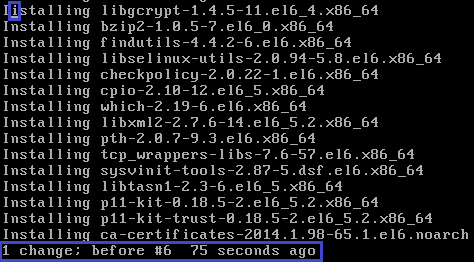 Iistalling libgcrypt-1.4.5-11.el6_4.x86_64
Installing bzip2-1.0.5-7.el6_0.x86_64
Installing findutils-4.4.2-6.el6.x86_64
Installing libselinux-utils-2.0.94-5.8.el6.x86_64
Installing checkpolicy-2.0.22-1.el6.x86_64
Installing cpio-2.10-12.el6_5.x86_64
Installing which-2.19-6.el6.x86_64
Installing libxml2-2.7.6-14.el6_5.2.x86_64
Installing pth-2.0.7-9.3.el6.x86_64
Installing tcp_wrappers-libs-7.6-57.el6.x86_64
Installing sysvinit-tools-2.87-5.dsf.el6.x86_64
Installing libtasn1-2.3-6.el6_5.x86_64
Installing p11-kit-0.18.5-2.el6_5.2.x86_64
Installing p11-kit-trust-0.18.5-2.el6_5.2.x86_64
Installing ca-certificates-2014.1.98-65.1.el6.noarch
1 change; before #6  75 seconds ago